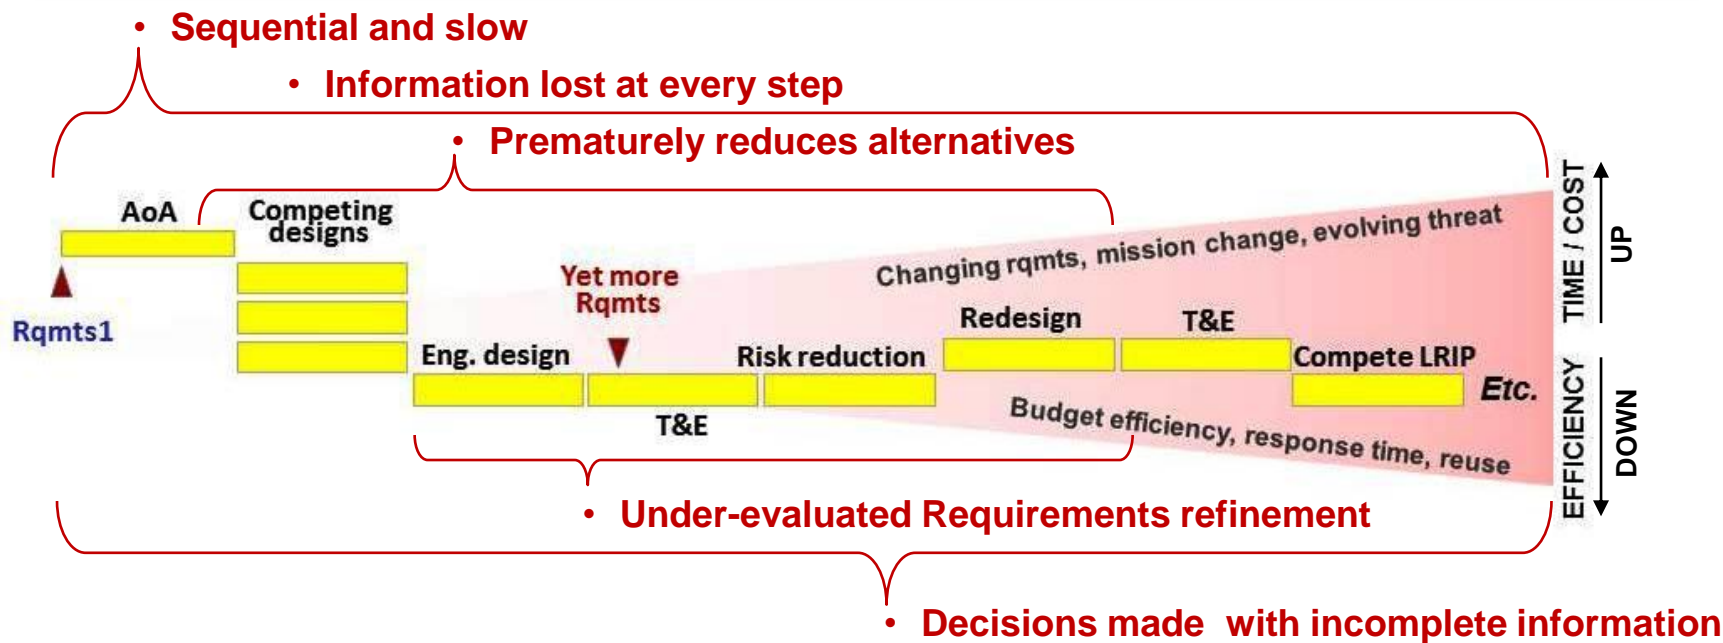 • Sequential and slow
• Information lost at every step
• Prematurely reduces alternatives
AoA
Competing
designs
Rqmts1
Yet more
Rqmts
Changing rqmts, mission change, evolving threat
Eng. design
T&E
Risk reduction
Redesign
T&E
Compete LRIP
Etc.
Budget efficiency, response time, reuse
TIME / COST
UP
EFFICIENCY
DOWN
• Under-evaluated Requirements refinement
• Decisions made with incomplete information